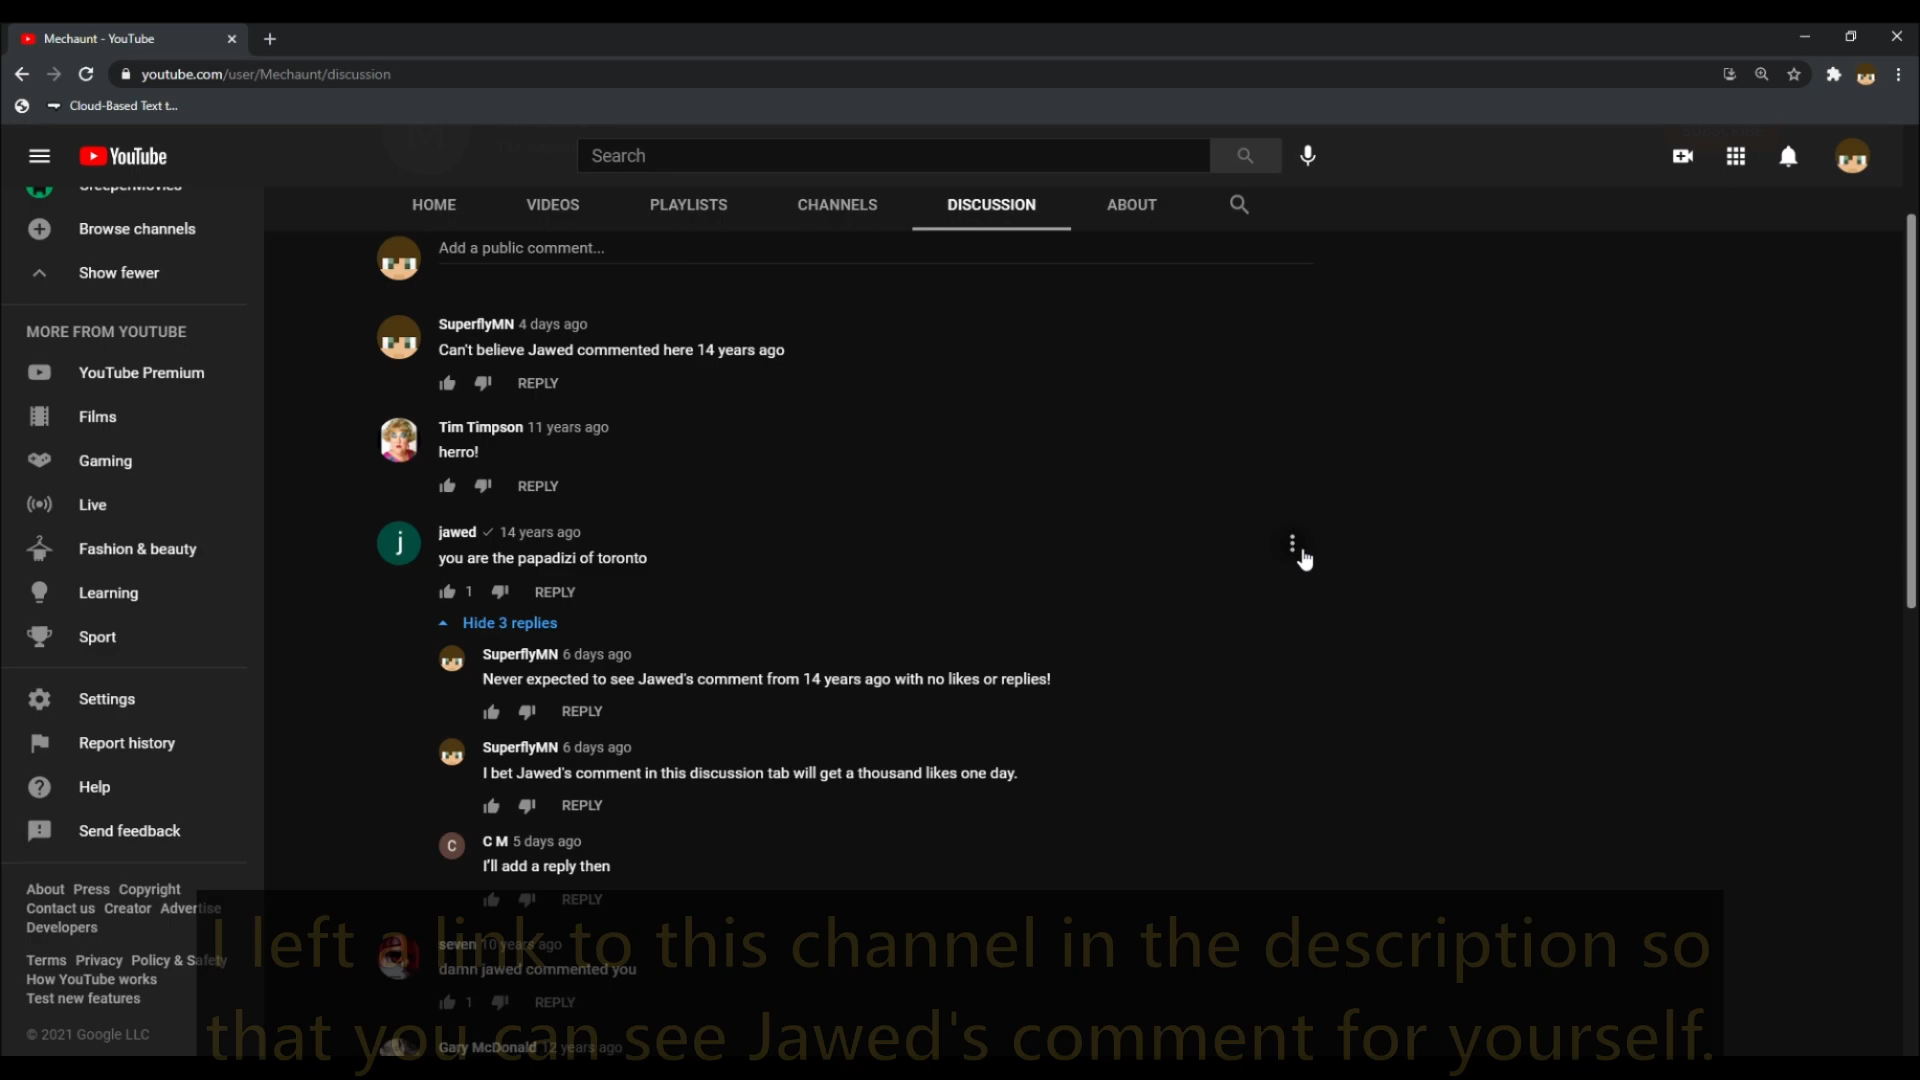 Mechaunt - YouTube
youtube.com/user/Mechaunt/discussion
Cloud-Based Text t...
YouTube
Search
CreeperMovies
Browse channels
Show fewer
MORE FROM YOUTUBE
YouTube Premium
Films
Gaming
Live
Fashion & beauty
Learning
Sport
Settings
Report history
Help
Send feedback
About Press Copyright
Contact us Creator Advertise
Developers
Terms Privacy Policy & Safety
How YouTube works
Test new features
© 2021 Google LLC
HOME VIDEOS PLAYLISTS CHANNELS DISCUSSION ABOUT
Add a public comment...
SuperflyMN 4 days ago
Can't believe Jawed commented here 14 years ago
REPLY
Tim Timpson 11 years ago
herro!
REPLY
j
jawed 14 years ago
you are the papadizi of toronto
1 REPLY
Hide 3 replies
SuperflyMN 6 days ago
Never expected to see Jawed's comment from 14 years ago with no likes or replies!
REPLY
SuperflyMN 6 days ago
I bet Jawed's comment in this discussion tab will get a thousand likes one day.
REPLY
C
C M 5 days ago
I'll add a reply then
REPLY
seven 10 years ago
damn jawed commented you
1 REPLY
Gary McDonald 12 years ago
I left a link to this channel in the description so
that you can see Jawed's comment for yourself.